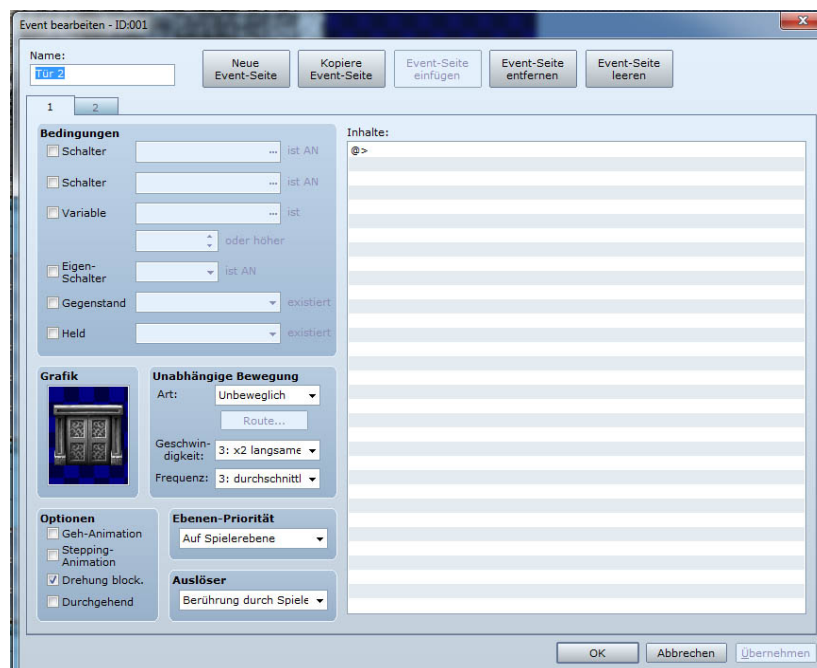 Event bearbeiten - ID:001
Name:
Tür 2
Neue
Event-Seite
Kopiere
Event-Seite
Event-Seite
einfügen
Event-Seite
entfernen
Event-Seite
leeren
1
2
Bedingungen
Schalter ... ist AN
Schalter ... ist AN
Variable ... ist
oder höher
Eigen-
Schalter
ist AN
Gegenstand existiert
Held existiert
Grafik
Unabhängige Bewegung
Art: Unbeweglich
Route...
Geschwin-
digkeit:
3: x2 langsame
Frequenz: 3: durchschnittl
Optionen
Geh-Animation
Stepping-
Animation
Drehung block.
Durchgehend
Ebenen-Priorität
Auf Spielerebene
Auslöser
Berührung durch Spiele
Inhalte:
@>
OK
Abbrechen
Übernehmen